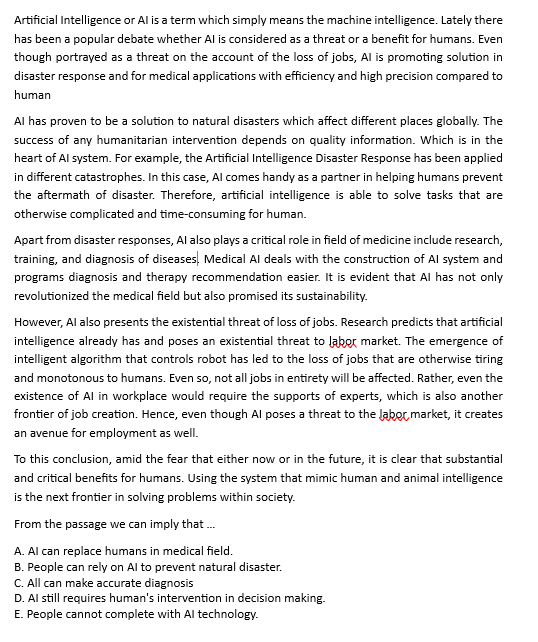 Artificial Intelligence or AI is a term which simply means the machine intelligence. Lately there
has been a popular debate whether AI is considered as a threat or a benefit for humans. Even
though portrayed as a threat on the account of the loss of jobs, AI is promoting solution in
disaster response and for medical applications with efficiency and high precision compared to
human
AI has proven to be a solution to natural disasters which affect different places globally. The
success of any humanitarian intervention depends on quality information. Which is in the
heart of AI system. For example, the Artificial Intelligence Disaster Response has been applied
in different catastrophes. In this case, AI comes handy as a partner in helping humans prevent
the aftermath of disaster. Therefore, artificial intelligence is able to solve tasks that are
otherwise complicated and time-consuming for human.
Apart from disaster responses, AI also plays a critical role in field of medicine include research,
training, and diagnosis of diseases. Medical AI deals with the construction of AI system and
programs diagnosis and therapy recommendation easier. It is evident that AI has not only
revolutionized the medical field but also promised its sustainability.
However, AI also presents the existential threat of loss of jobs. Research predicts that artificial
intelligence already has and poses an existential threat to labor market. The emergence of
intelligent algorithm that controls robot has led to the loss of jobs that are otherwise tiring
and monotonous to humans. Even so, not all jobs in entirety will be affected. Rather, even the
existence of AI in workplace would require the supports of experts, which is also another
frontier of job creation. Hence, even though AI poses a threat to the labor market, it creates
an avenue for employment as well.
To this conclusion, amid the fear that either now or in the future, it is clear that substantial
and critical benefits for humans. Using the system that mimic human and animal intelligence
is the next frontier in solving problems within society.
From the passage we can imply that ...
A. AI can replace humans in medical field.
B. People can rely on AI to prevent natural disaster.
C. All can make accurate diagnosis
D. AI still requires human's intervention in decision making.
E. People cannot complete with AI technology.